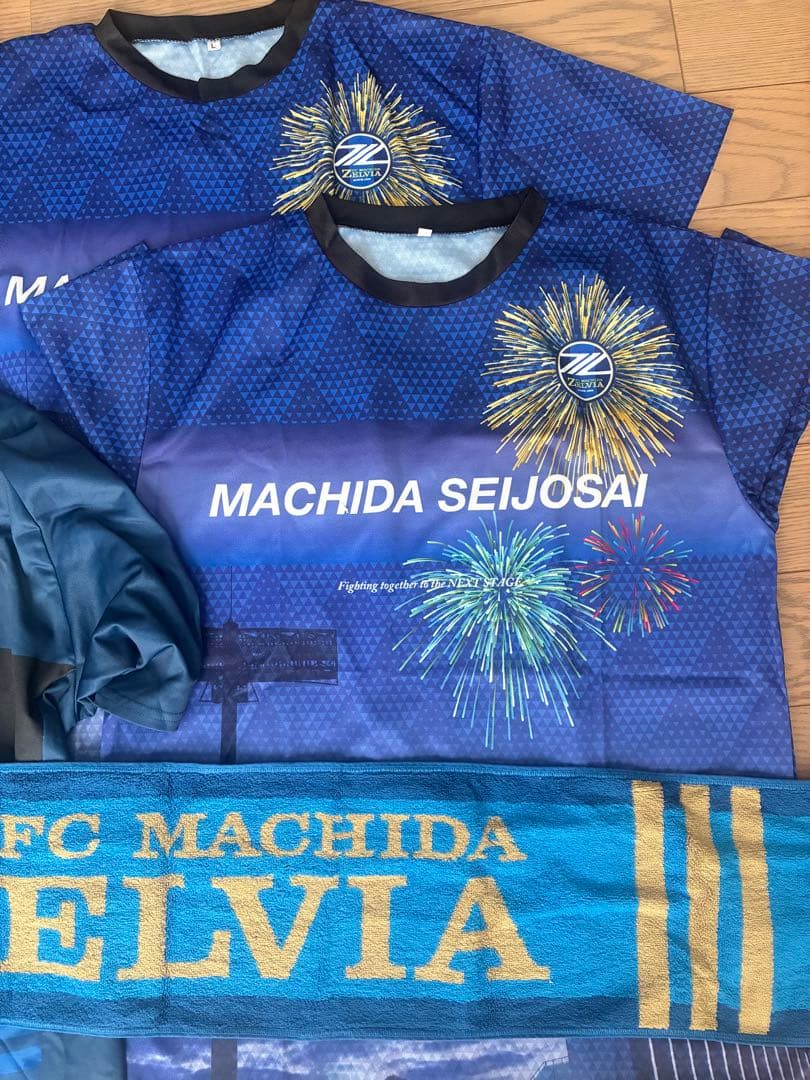 L
ZELVIA
MA
ZELVIA
MACHIDA SEIJOSAI
Fighting together to the NEXT STAGE.
FC MACHIDA
ELVIA